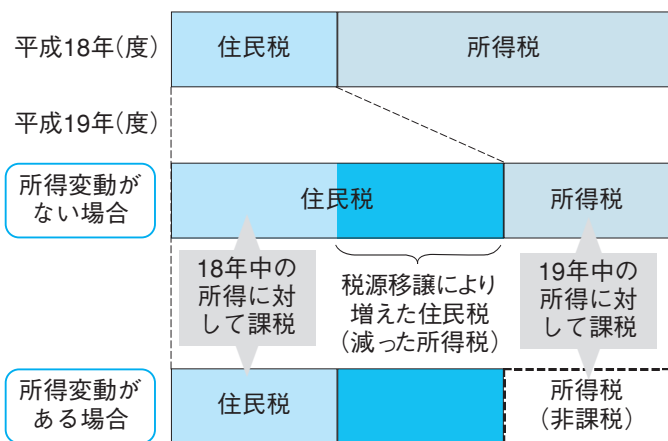 平成18年(度)
住民税
所得税
平成19年(度)
所得変動が
ない場合
住民税
所得税
18年中の
所得に対
して課税
税源移譲により
増えた住民税
(減った所得税)
19年中の
所得に対
して課税
所得変動が
ある場合
住民税
所得税
(非課税)